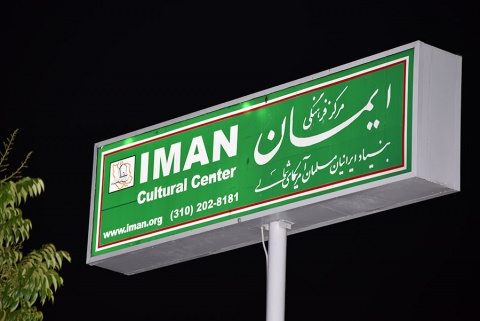 IMAN
Cultural Center
(310) 202-8181
www.iman.org
مرکز فرهنگی
ایمان
بنیاد ایرانیان مسلمان آمریکای شمالی